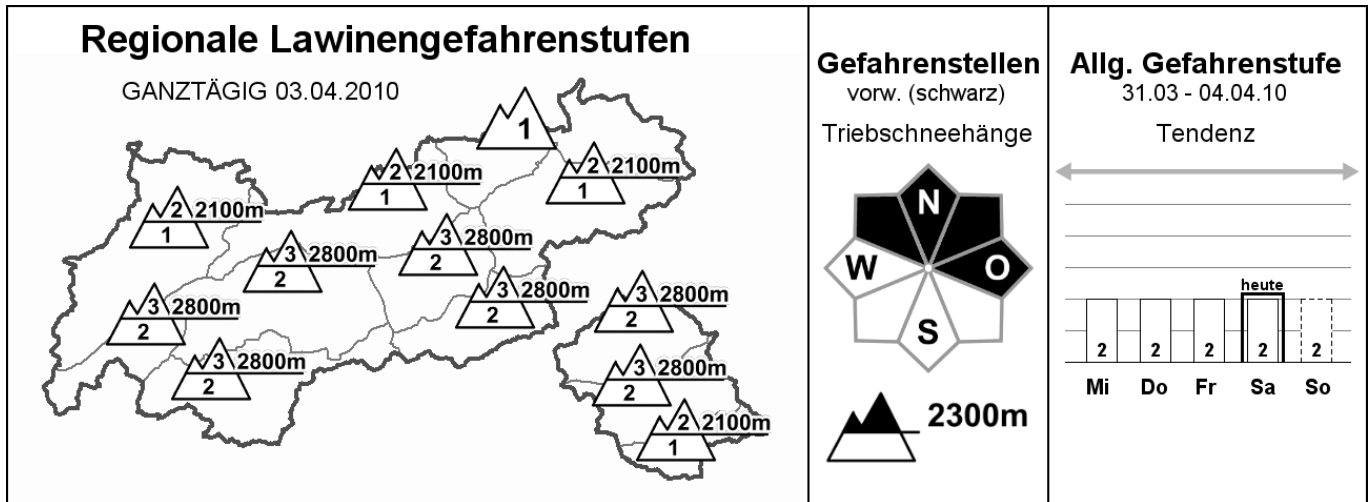 Regionale Lawinengefahrenstufen
GANZTÄGIG 03.04.2010
1
2 2100m
1
2 2100m
1
2 2100m
1
3 2800m
2
3 2800m
2
3 2800m
2
3 2800m
2
3 2800m
2
3 2800m
2
3 2800m
2
2 2100m
1
Gefahrenstellen
vorw. (schwarz)
Triebschneehänge
N
W O
S
2300m
Allg. Gefahrenstufe
31.03 - 04.04.10
Tendenz
heute
2 2 2 2 2
Mi Do Fr Sa So